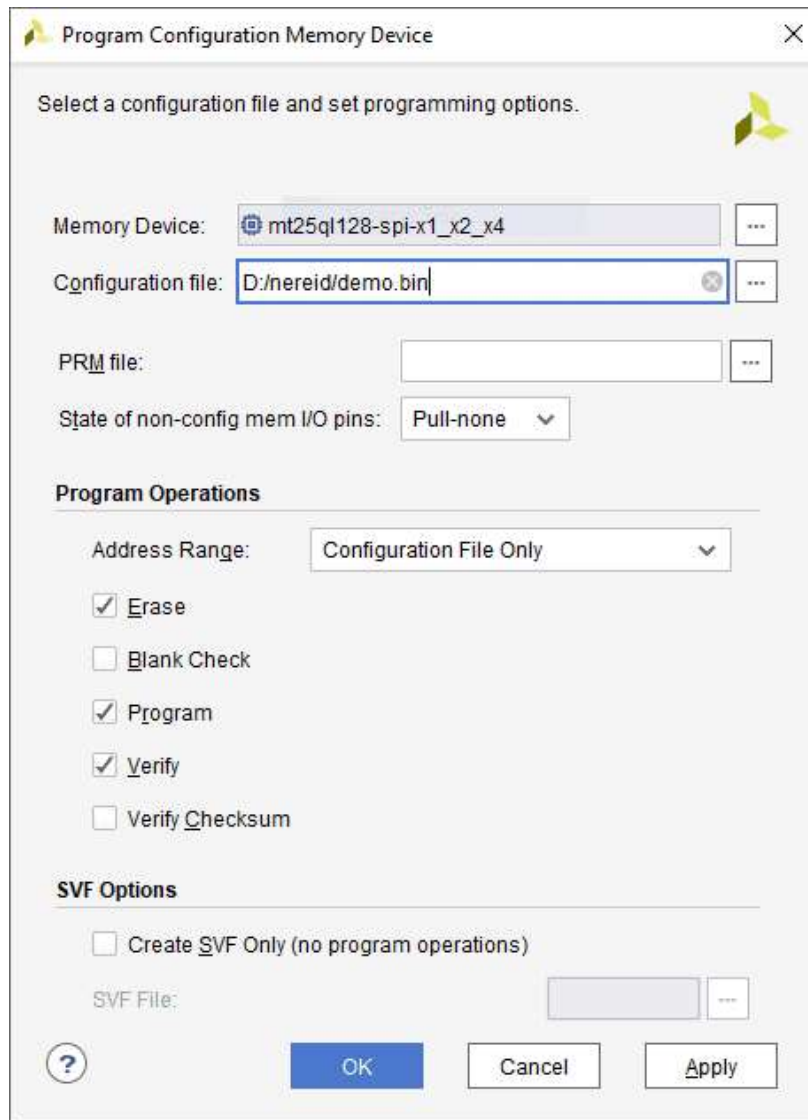 Program Configuration Memory Device
Select a configuration file and set programming options.
Memory Device: mt25ql128-spi-x1_x2_x4 ...
Configuration file: D:/nereid/demo.bin ...
PRM file: ...
State of non-config mem I/O pins: Pull-none
Program Operations
Address Range: Configuration File Only
Erase
Blank Check
Program
Verify
Verify Checksum
SVF Options
Create SVF Only (no program operations)
SVF File: ...
? OK Cancel Apply